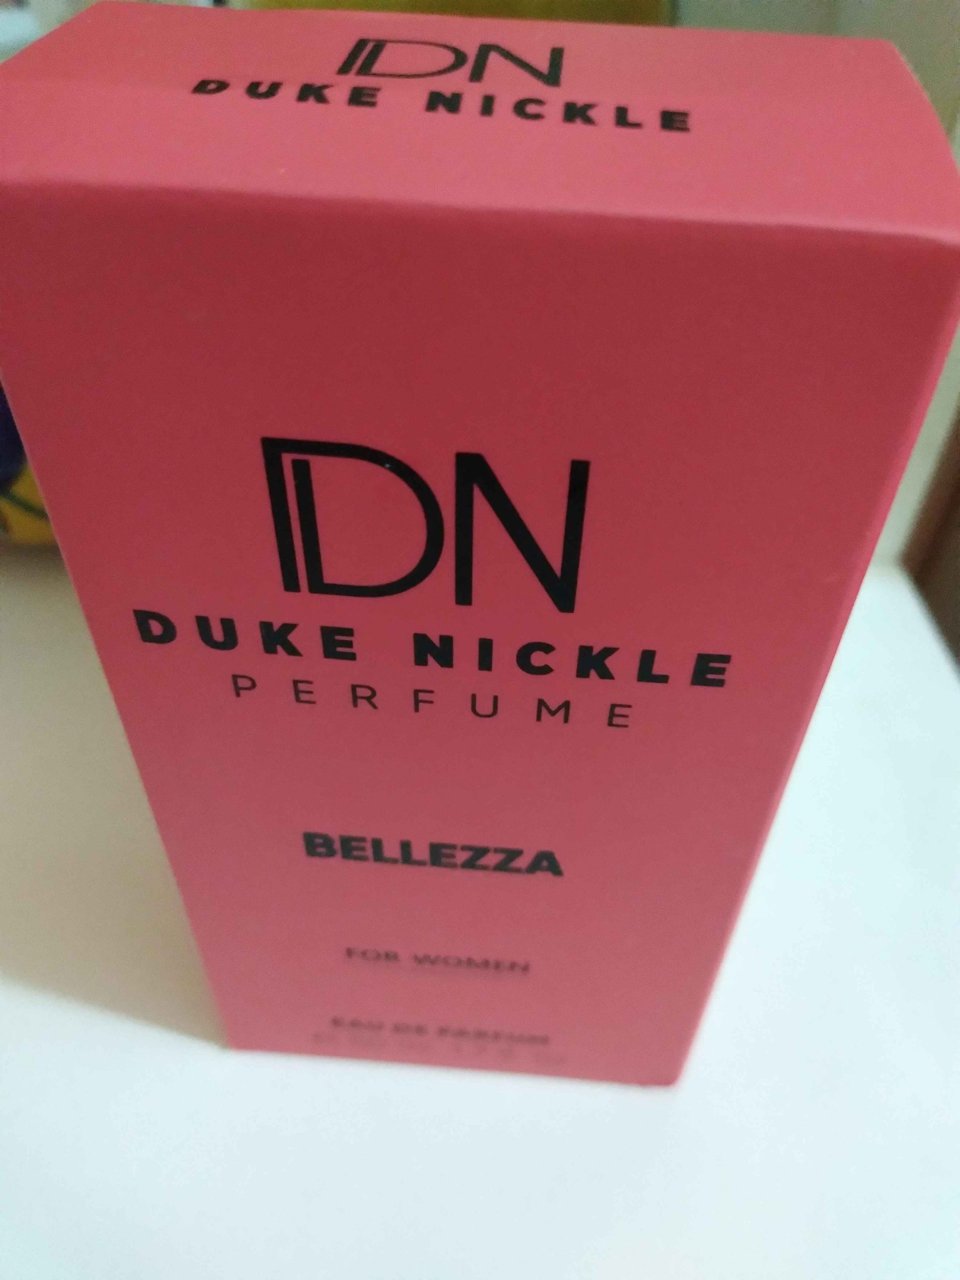 DN
DUKE NICKLE
DN
DUKE NICKLE
PERFUME
BELLEZZA
FOR WOMEN
EAU DE PARFUM